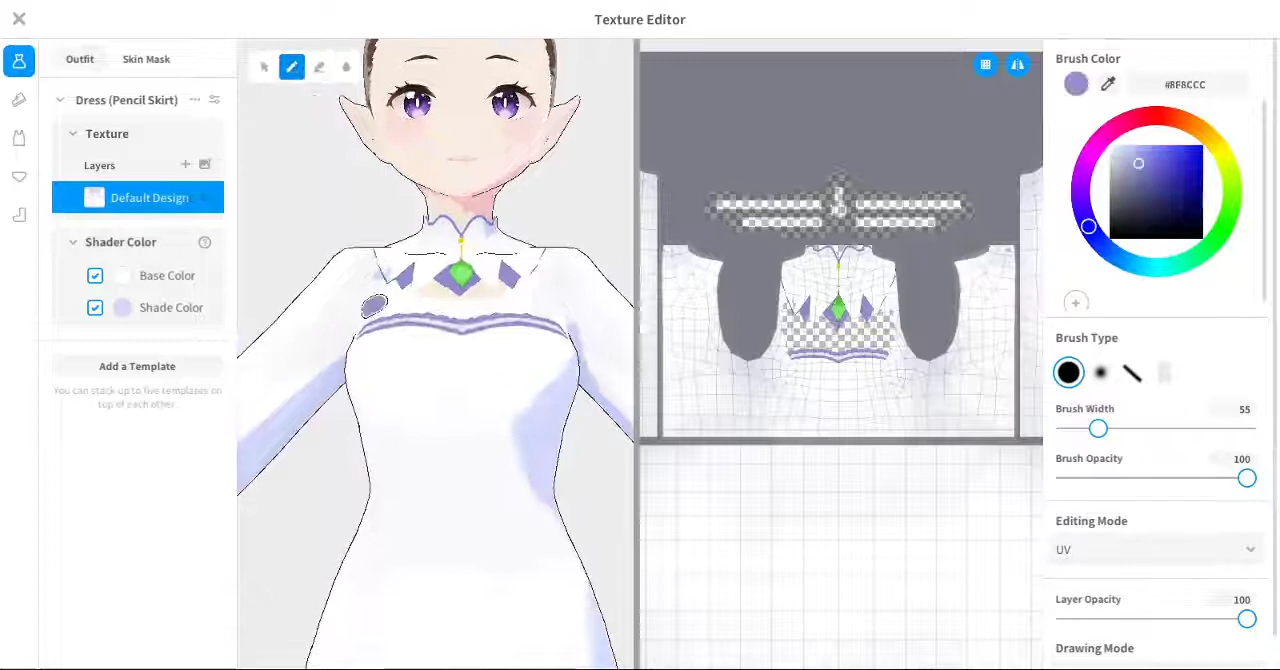 Texture Editor
Outfit
Skin Mask
Dress (Pencil Skirt)
Texture
Layers
Default Design
Shader Color
Base Color
Shade Color
Add a Template
You can stack up to five templates on
top of each other.
Brush Color
#8F8CCC
Brush Type
Brush Width
55
Brush Opacity
100
Editing Mode
UV
Layer Opacity
100
Drawing Mode